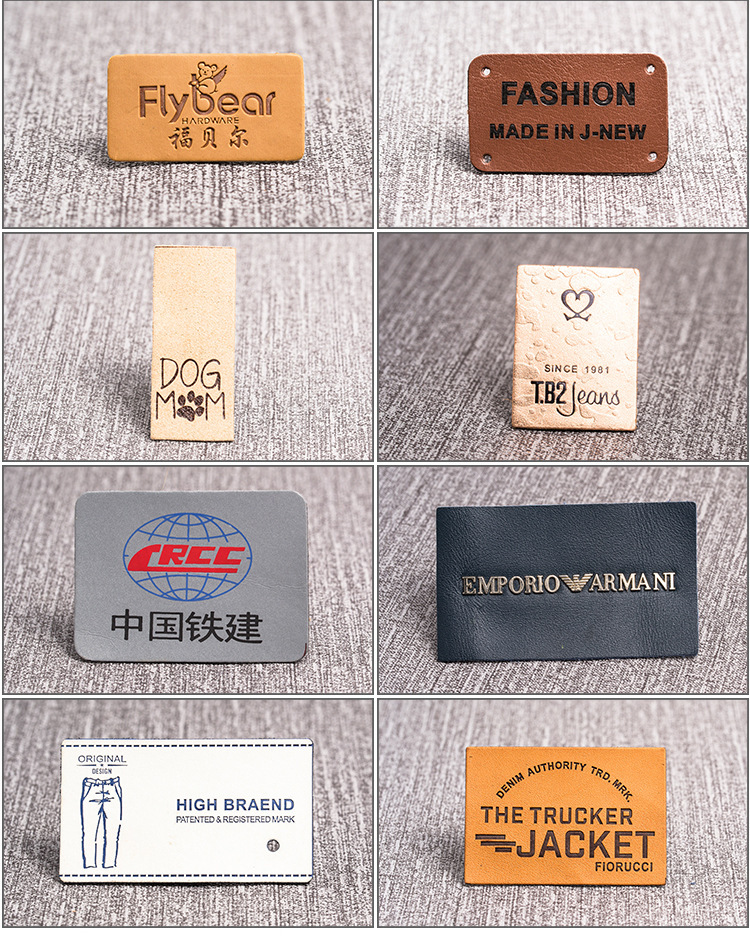 Flybear
HARDWARE
福贝尔
FASHION
MADE IN J-NEW
DOG
MOM
SINCE 1981
T.B2 Jeans
CRCC
中国铁建
EMPORIO ARMANI
ORIGINAL
DESIGN
HIGH BRAEND
PATENTED & REGISTERED MARK
DENIM AUTHORITY TRD. MRK.
THE TRUCKER
JACKET
FIORUCCI